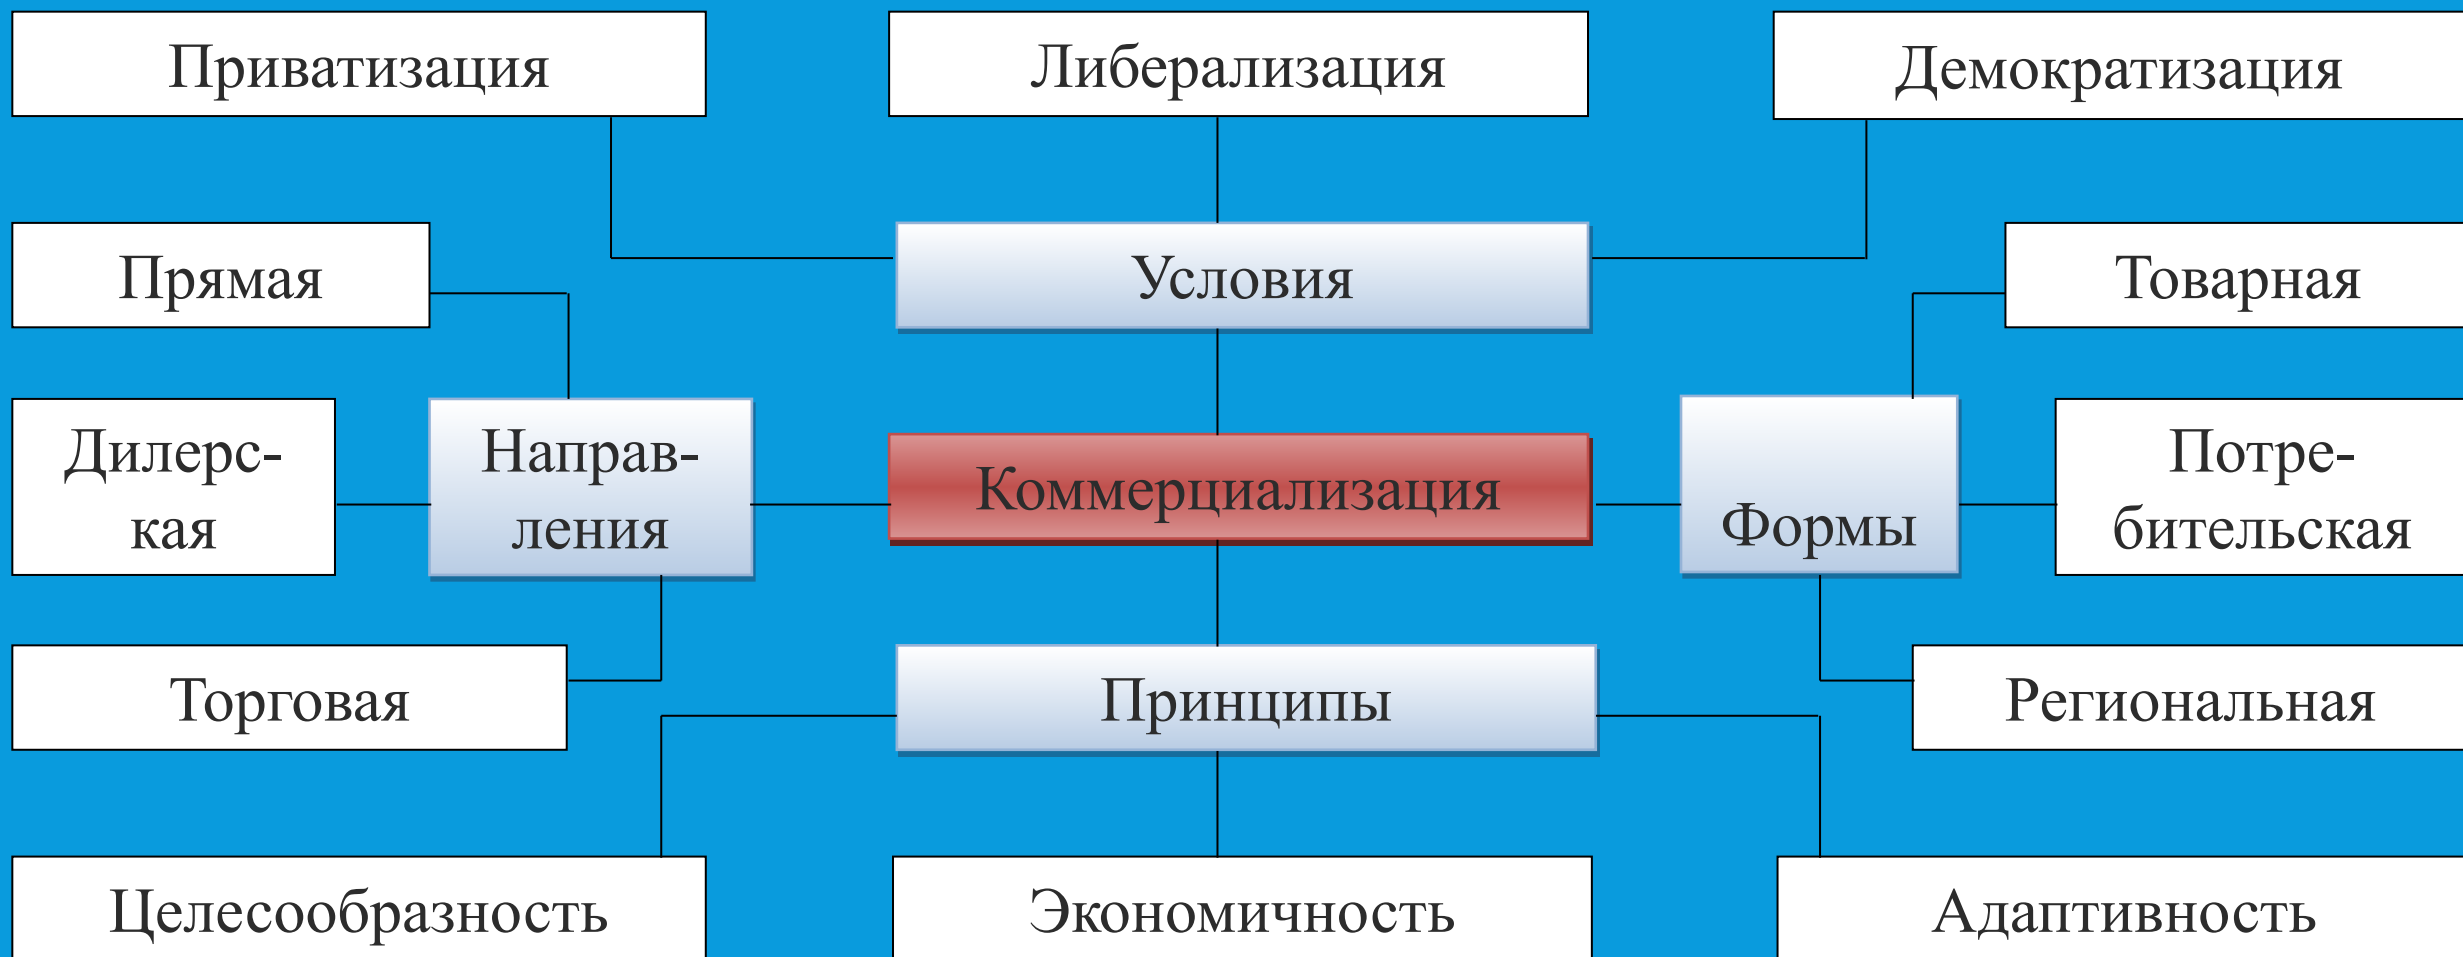 Приватизация
Либерализация
Демократизация
Прямая
Условия
Товарная
Дилерс-
кая
Направ-
ления
Коммерциализация
Формы
Потре-
бительская
Торговая
Принципы
Региональная
Целесообразность
Экономичность
Адаптивность